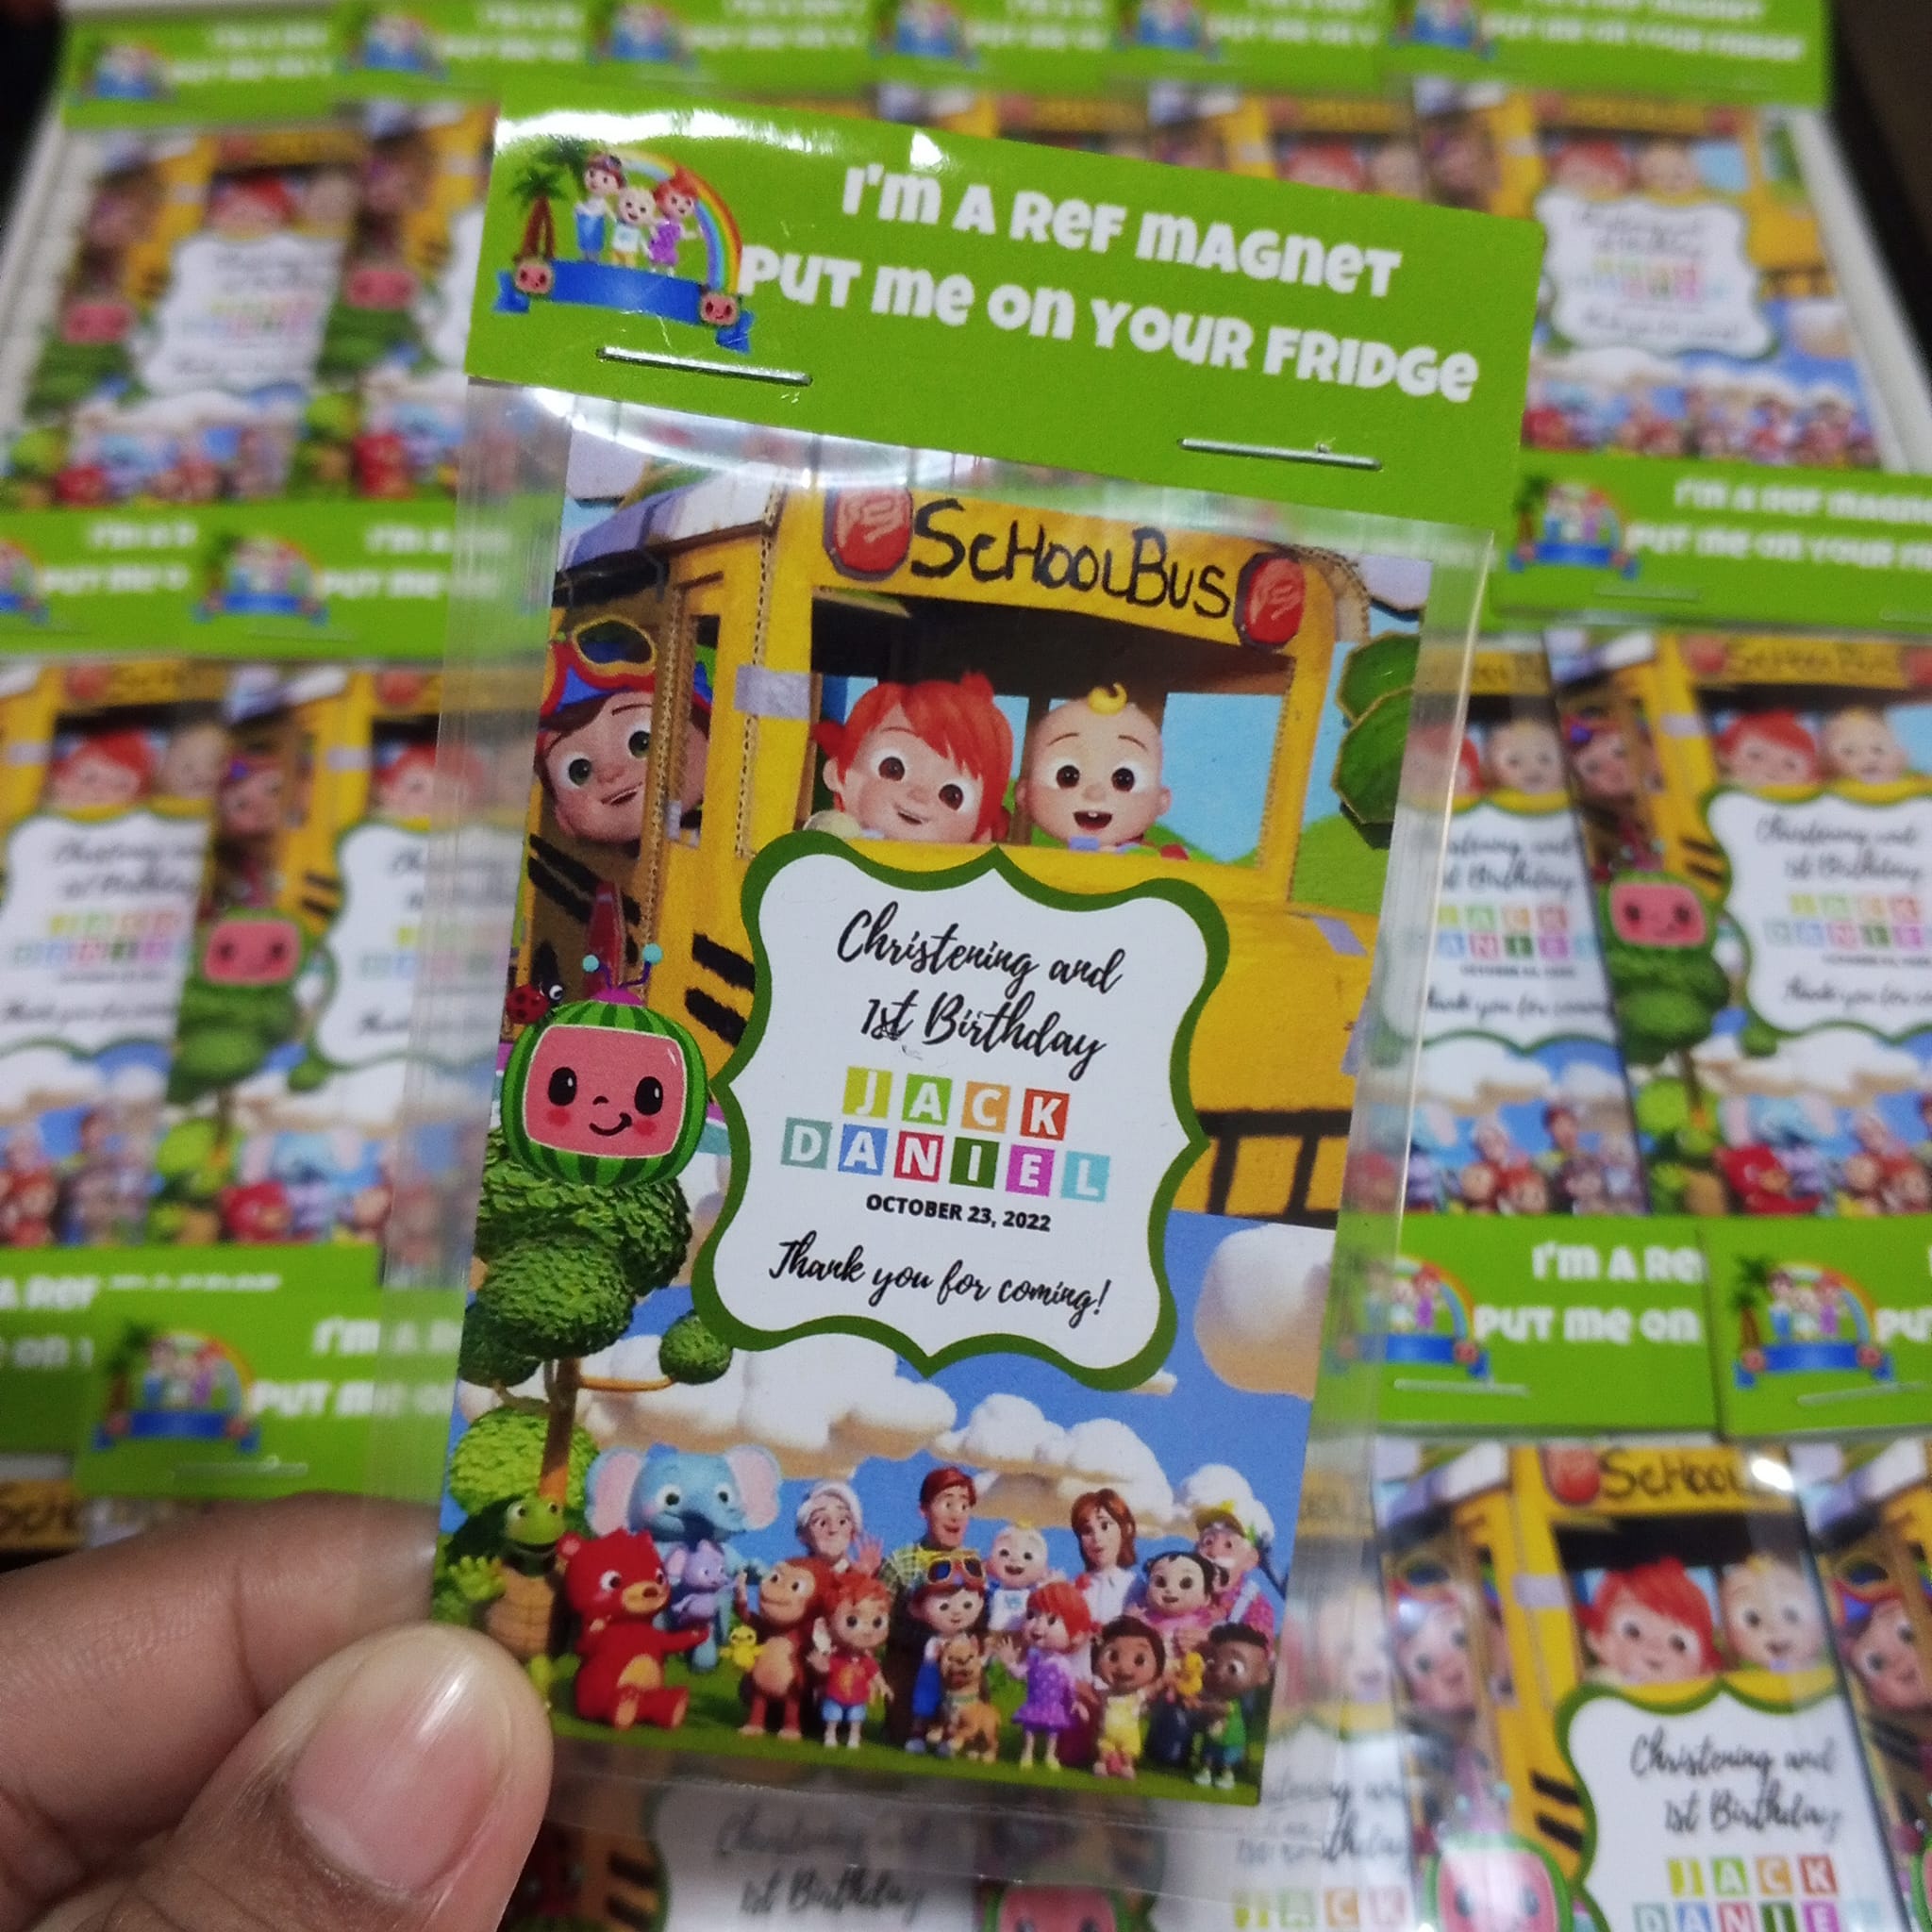 I'm a Ref magnet
Put me on your fridge
SCHOOLBUS
Christening and
1st Birthday
JACK
DANIEL
OCTOBER 23, 2022
Thank you for coming!